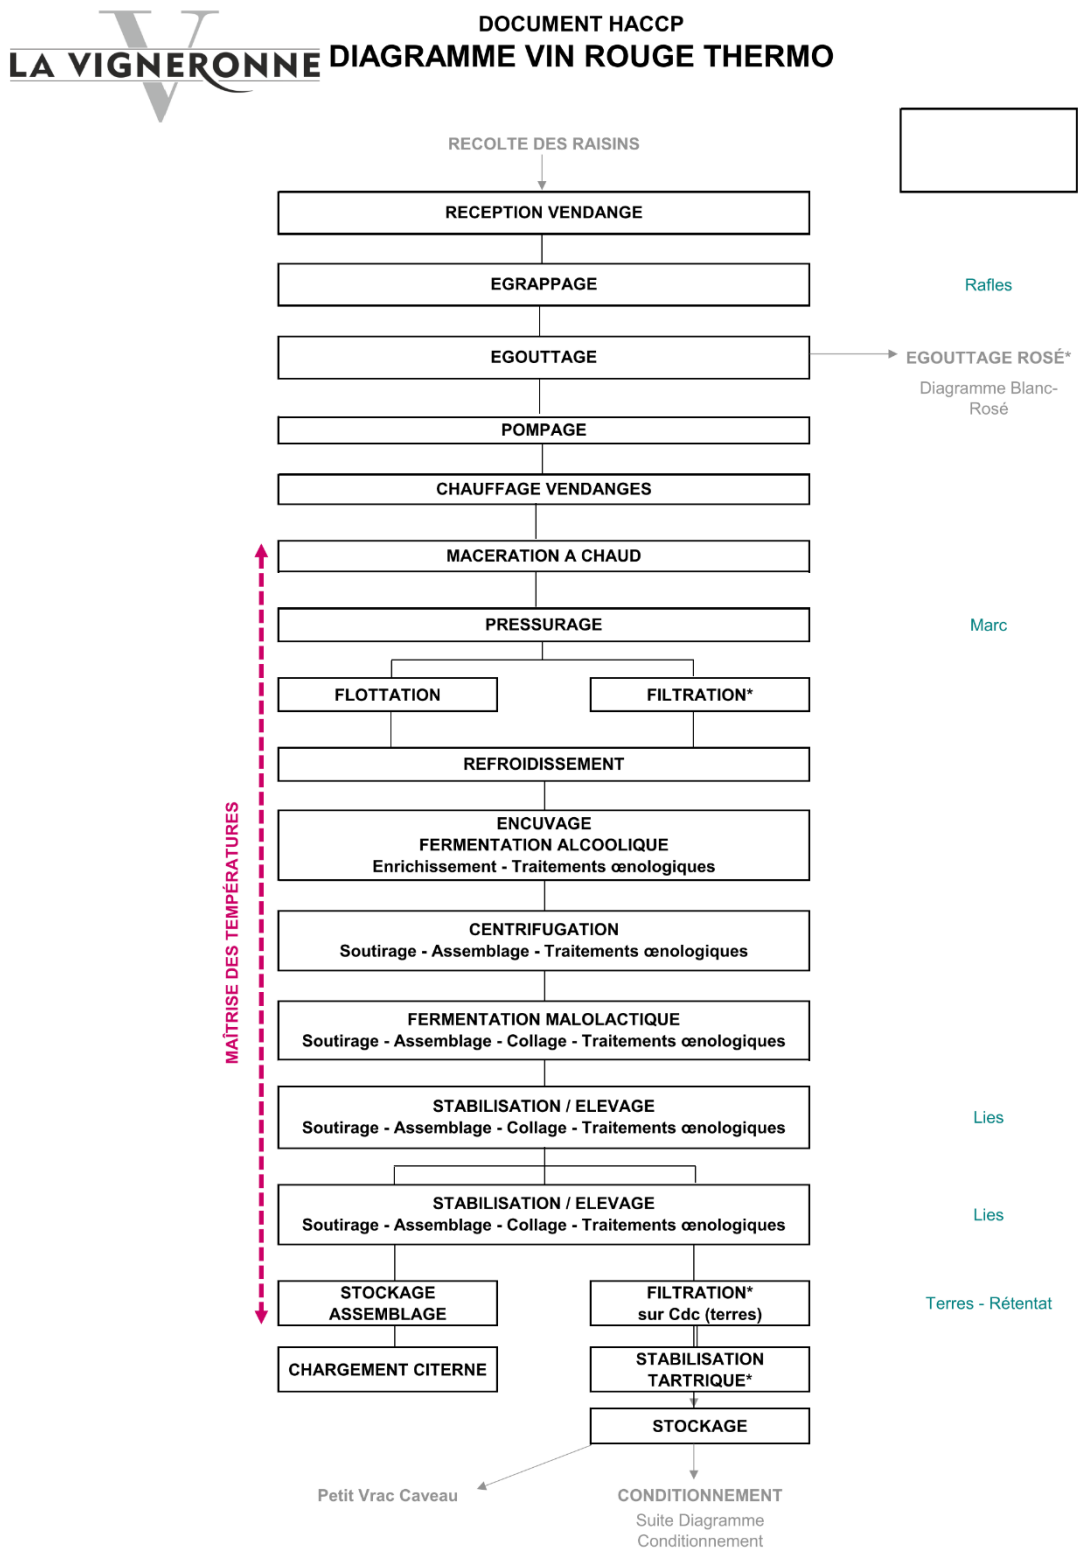 DOCUMENT HACCP
LA VIGNERONNE
DIAGRAMME VIN ROUGE THERMO
RECOLTE DES RAISINS
RECEPTION VENDANGE
EGRAPPAGE
Rafles
EGOUTTAGE
EGOUTTAGE ROSÉ*
Diagramme Blanc-
Rosé
POMPAGE
CHAUFFAGE VENDANGES
MACERATION A CHAUD
PRESSURAGE
Marc
FLOTTATION
FILTRATION*
REFROIDISSEMENT
MAÎTRISE DES TEMPÉRATURES
ENCUVAGE
FERMENTATION ALCOOLIQUE
Enrichissement - Traitements œnologiques
CENTRIFUGATION
Soutirage - Assemblage - Traitements œnologiques
FERMENTATION MALOLACTIQUE
Soutirage - Assemblage - Collage - Traitements œnologiques
STABILISATION / ELEVAGE
Soutirage - Assemblage - Collage - Traitements œnologiques
Lies
STABILISATION / ELEVAGE
Soutirage - Assemblage - Collage - Traitements œnologiques
Lies
STOCKAGE
ASSEMBLAGE
FILTRATION*
sur Cdc (terres)
Terres - Rétentat
CHARGEMENT CITERNE
STABILISATION
TARTRIQUE*
STOCKAGE
Petit Vrac Caveau
CONDITIONNEMENT
Suite Diagramme
Conditionnement